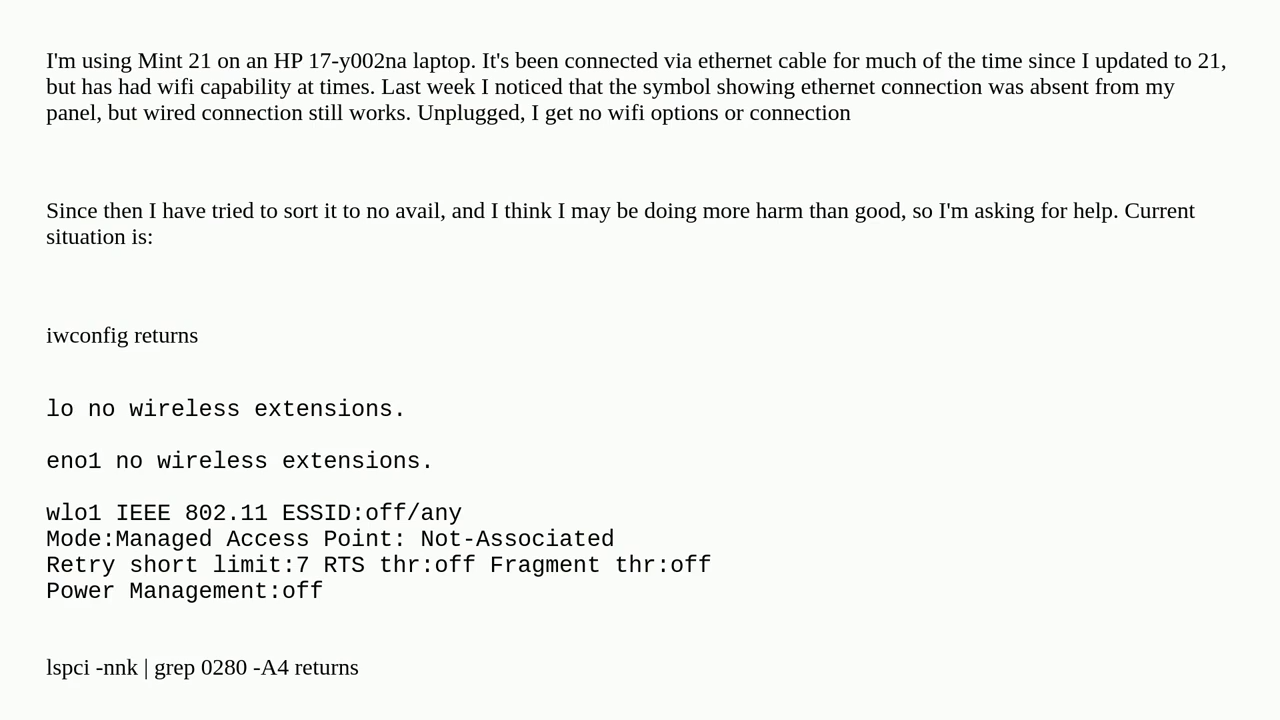 I'm using Mint 21 on an HP 17-y002na laptop. It's been connected via ethernet cable for much of the time since I updated to 21,
but has had wifi capability at times. Last week I noticed that the symbol showing ethernet connection was absent from my
panel, but wired connection still works. Unplugged, I get no wifi options or connection
Since then I have tried to sort it to no avail, and I think I may be doing more harm than good, so I'm asking for help. Current
situation is:
iwconfig returns
lo no wireless extensions.
eno1 no wireless extensions.
wlo1 IEEE 802.11 ESSID:off/any
Mode:Managed Access Point: Not-Associated
Retry short limit:7 RTS thr:off Fragment thr:off
Power Management:off
lspci -nnk | grep 0280 -A4 returns